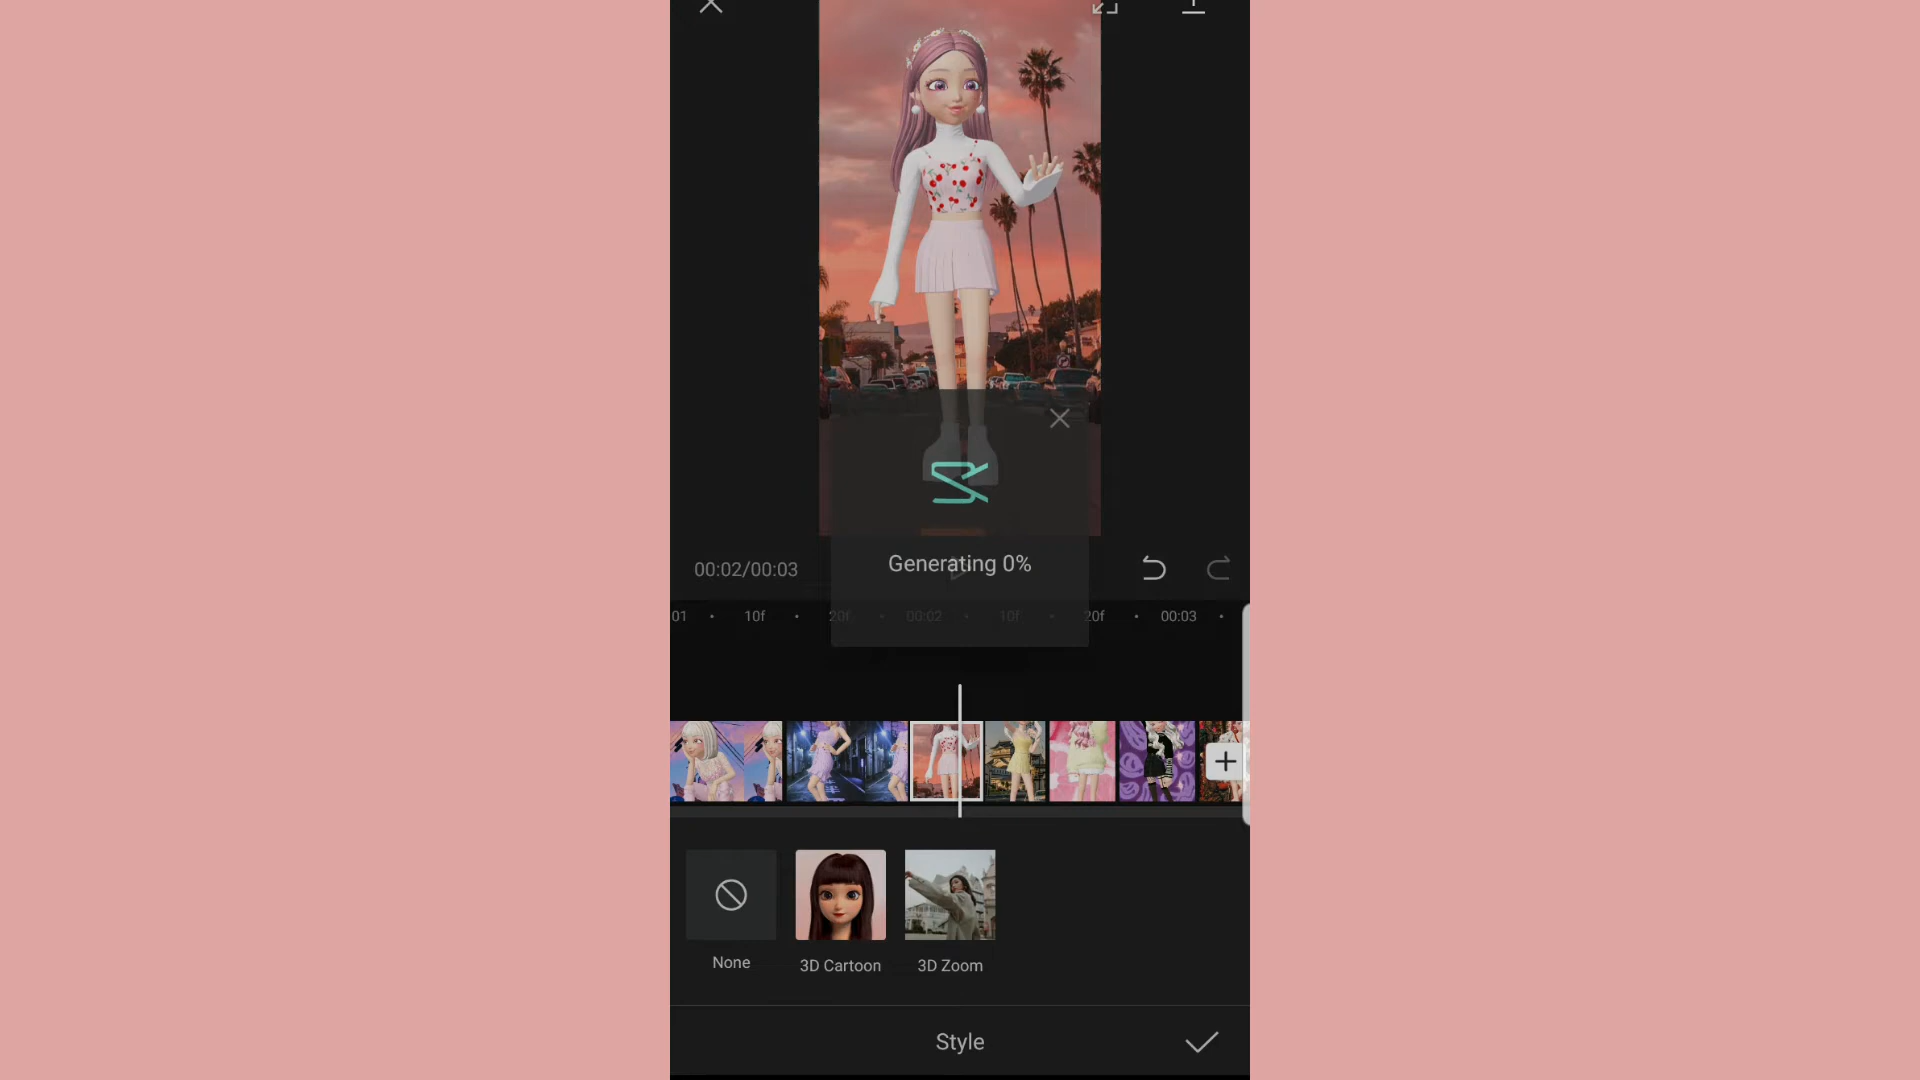 Generating 0%
00:02/00:03
01 10f 20f 00:02 10f 20f 00:03
None
3D Cartoon
3D Zoom
Style